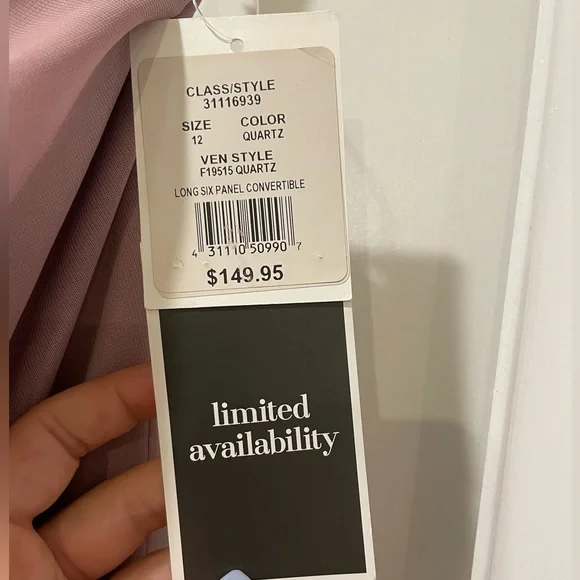 CLASS/STYLE
31116939
SIZE COLOR
12 QUARTZ
VEN STYLE
F19515 QUARTZ
LONG SIX PANEL CONVERTIBLE
4 31110 50990 7
$149.95
limited
availability